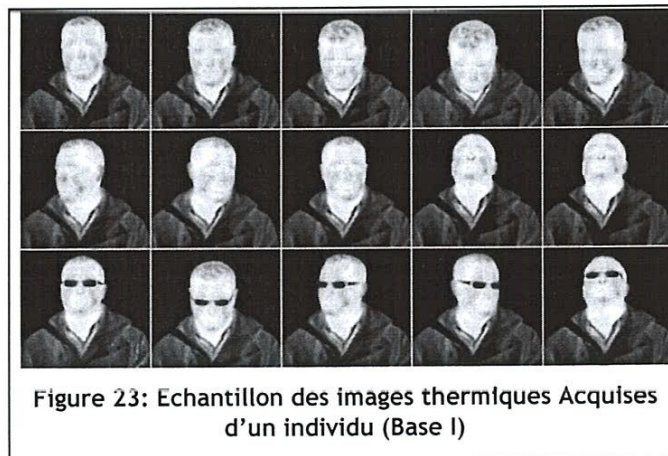 Figure 23: Echantillon des images thermiques Acquises
d'un individu (Base I)